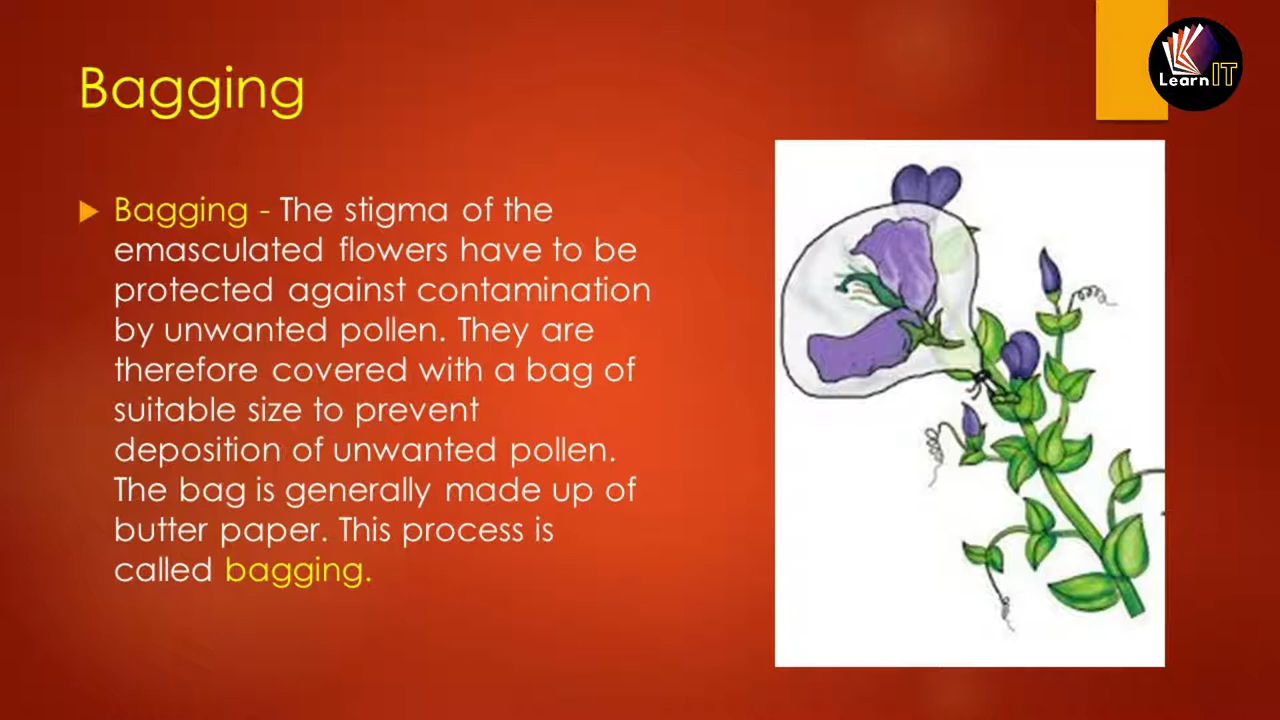 Learn IT
Bagging
Bagging - The stigma of the
emasculated flowers have to be
protected against contamination
by unwanted pollen. They are
therefore covered with a bag of
suitable size to prevent
deposition of unwanted pollen.
The bag is generally made up of
butter paper. This process is
called bagging.